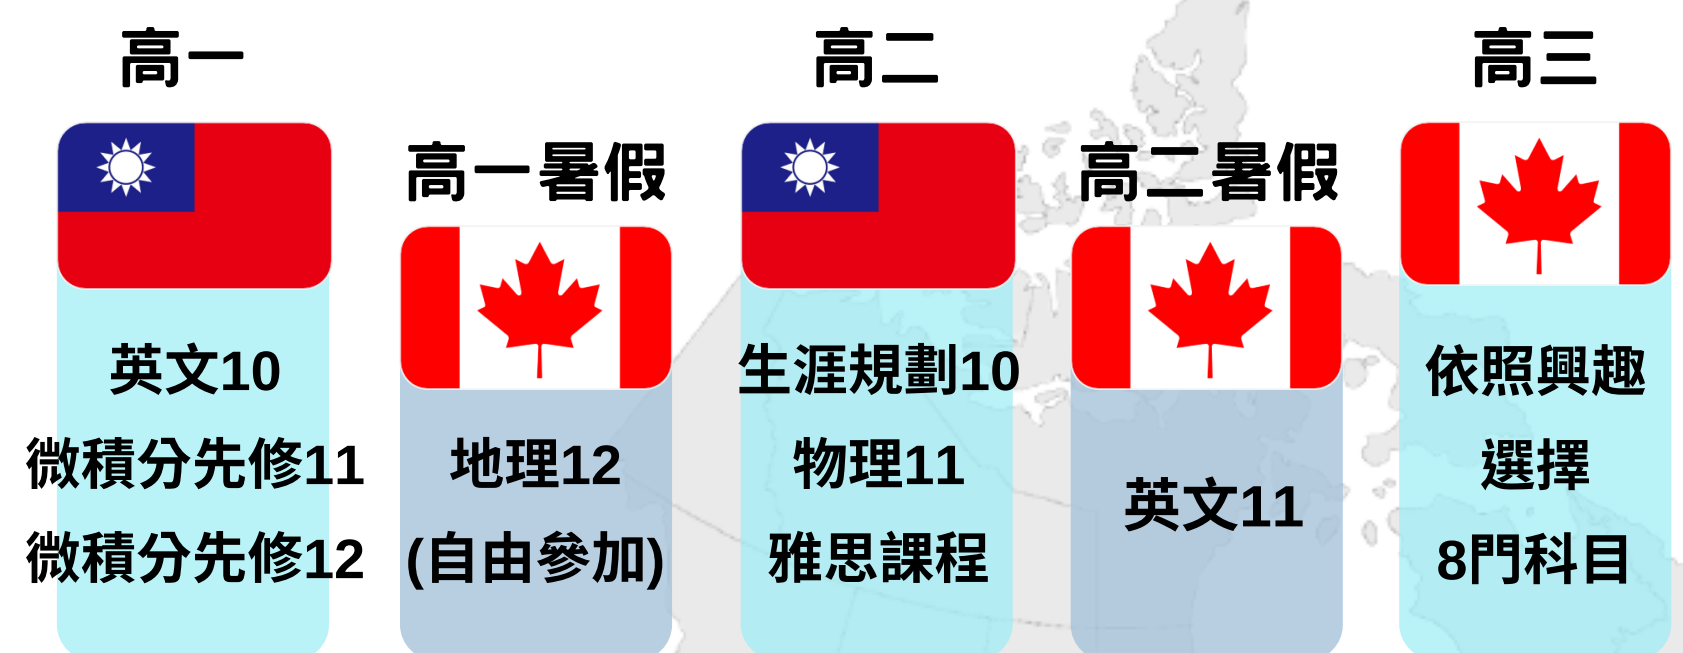 高一
英文10
微積分先修11
微積分先修12
高一暑假
地理12
(自由參加)
高二
生涯規劃10
物理11
雅思課程
高二暑假
英文11
高三
依照興趣
選擇
8門科目